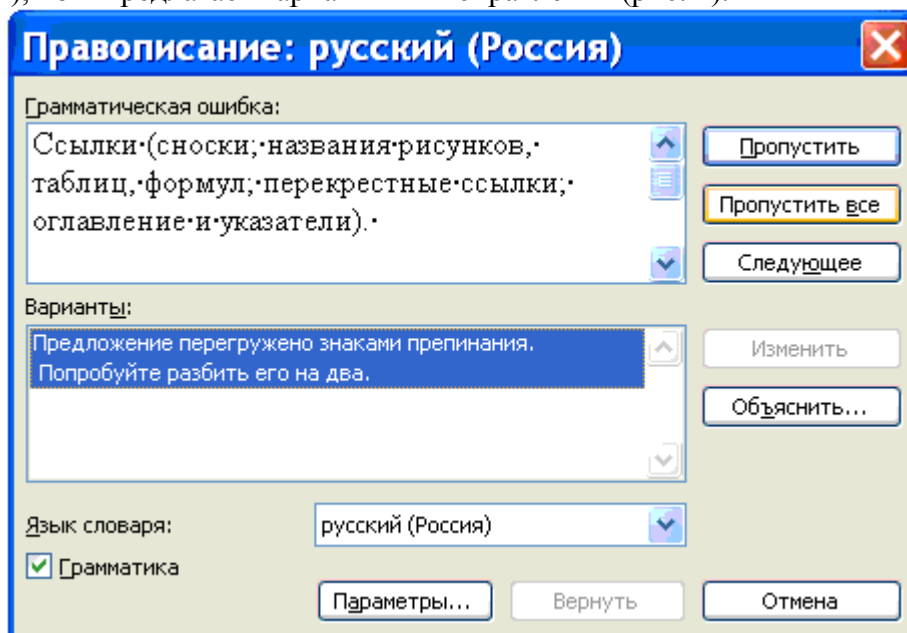 Правописание: русский (Россия)
Грамматическая ошибка:
Ссылки·(сноски;·названия·рисунков,·
таблиц,·формул;·перекрестные·ссылки;·
оглавление·и·указатели).·
Пропустить
Пропустить все
Следующее
Варианты:
Предложение перегружено знаками препинания.
Попробуйте разбить его на два.
Изменить
Объяснить...
Язык словаря:
русский (Россия)
Грамматика
Параметры...
Вернуть
Отмена